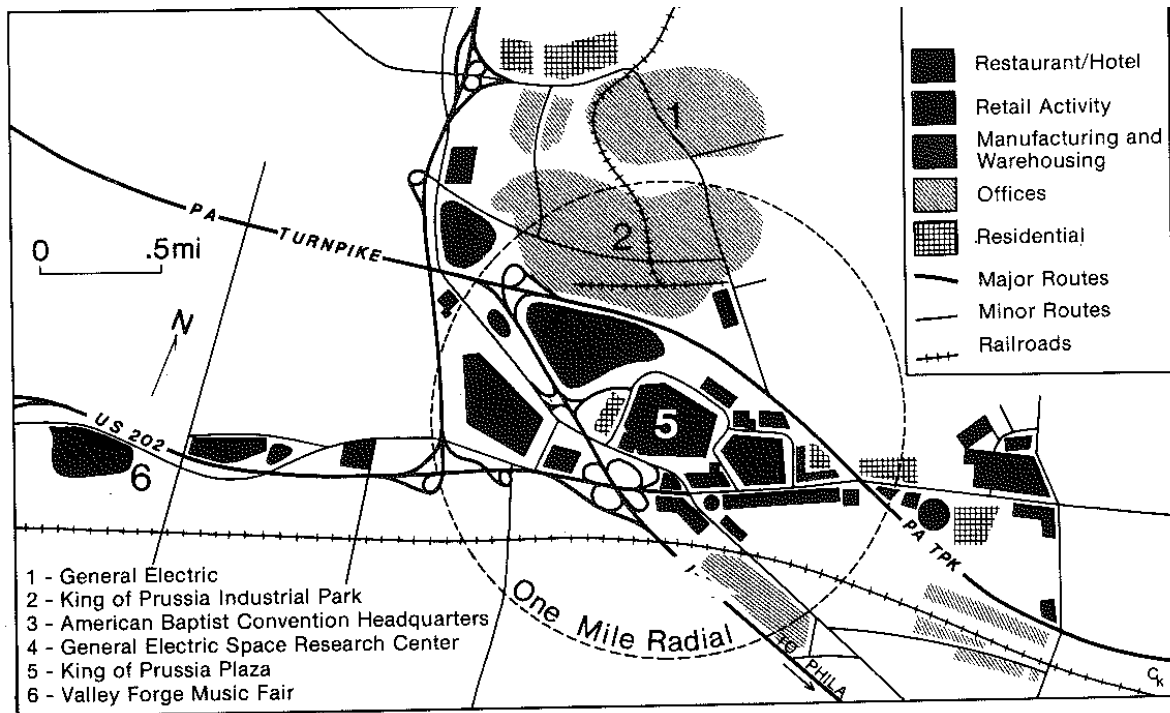 Restaurant/Hotel
Retail Activity
Manufacturing and
Warehousing
Offices
Residential
Major Routes
Minor Routes
Railroads
1
2
PA TURNPIKE
0 .5mi
N
5
US 202
6
PA TPK
One Mile Radial
TO PHILA
1 - General Electric
2 - King of Prussia Industrial Park
3 - American Baptist Convention Headquarters
4 - General Electric Space Research Center
5 - King of Prussia Plaza
6 - Valley Forge Music Fair
CK